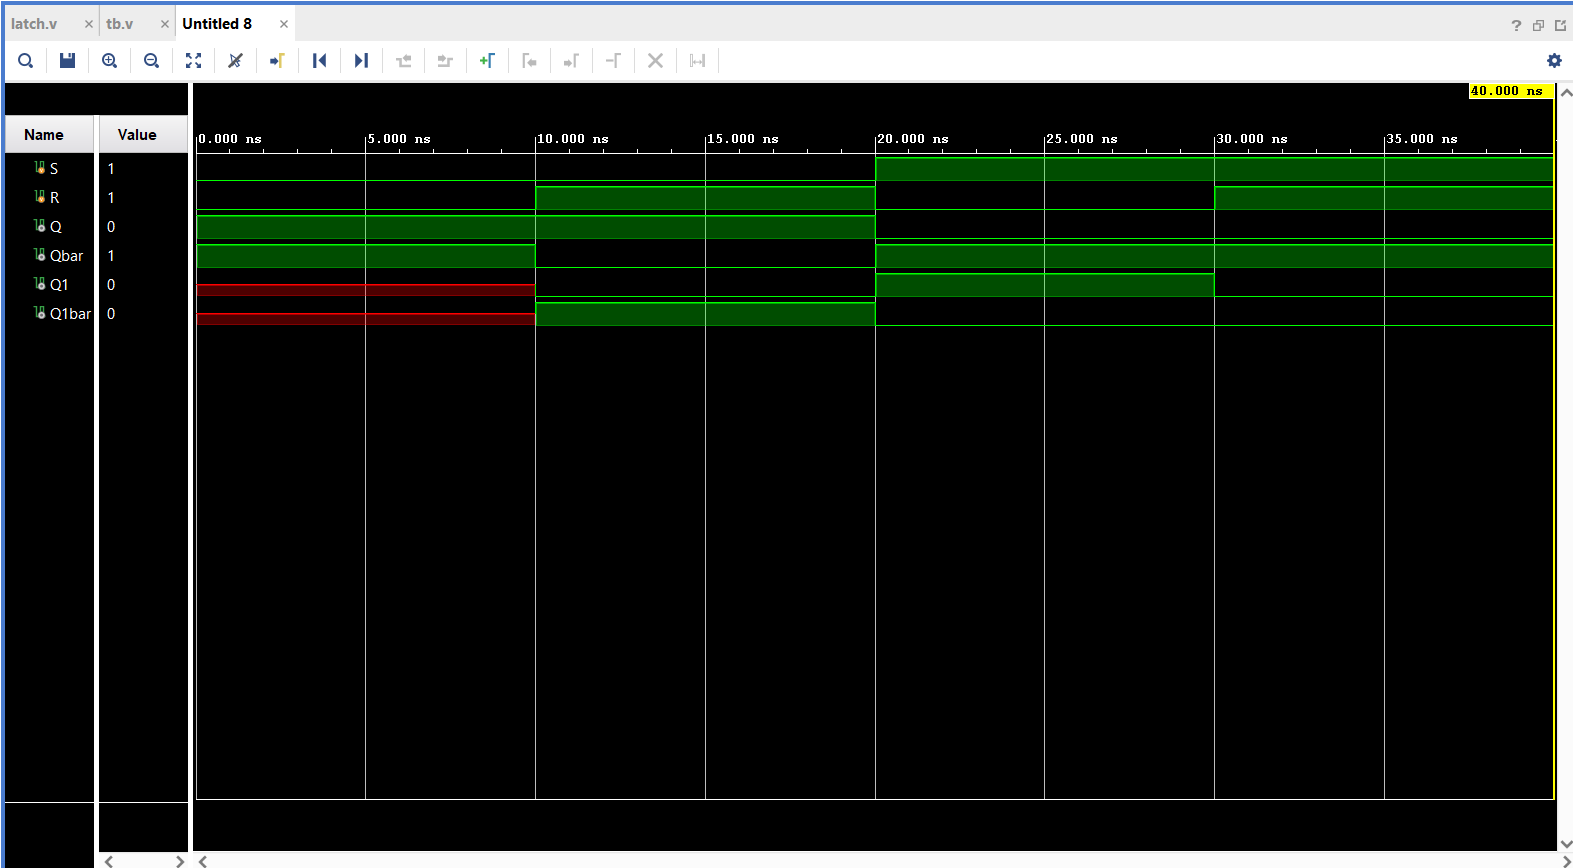 latch.v × tb.v × Untitled 8 ×
?
40.000 ns
Name Value
0.000 ns 5.000 ns 10.000 ns 15.000 ns 20.000 ns 25.000 ns 30.000 ns 35.000 ns
S 1
R 1
Q 0
Qbar 1
Q1 0
Q1bar 0